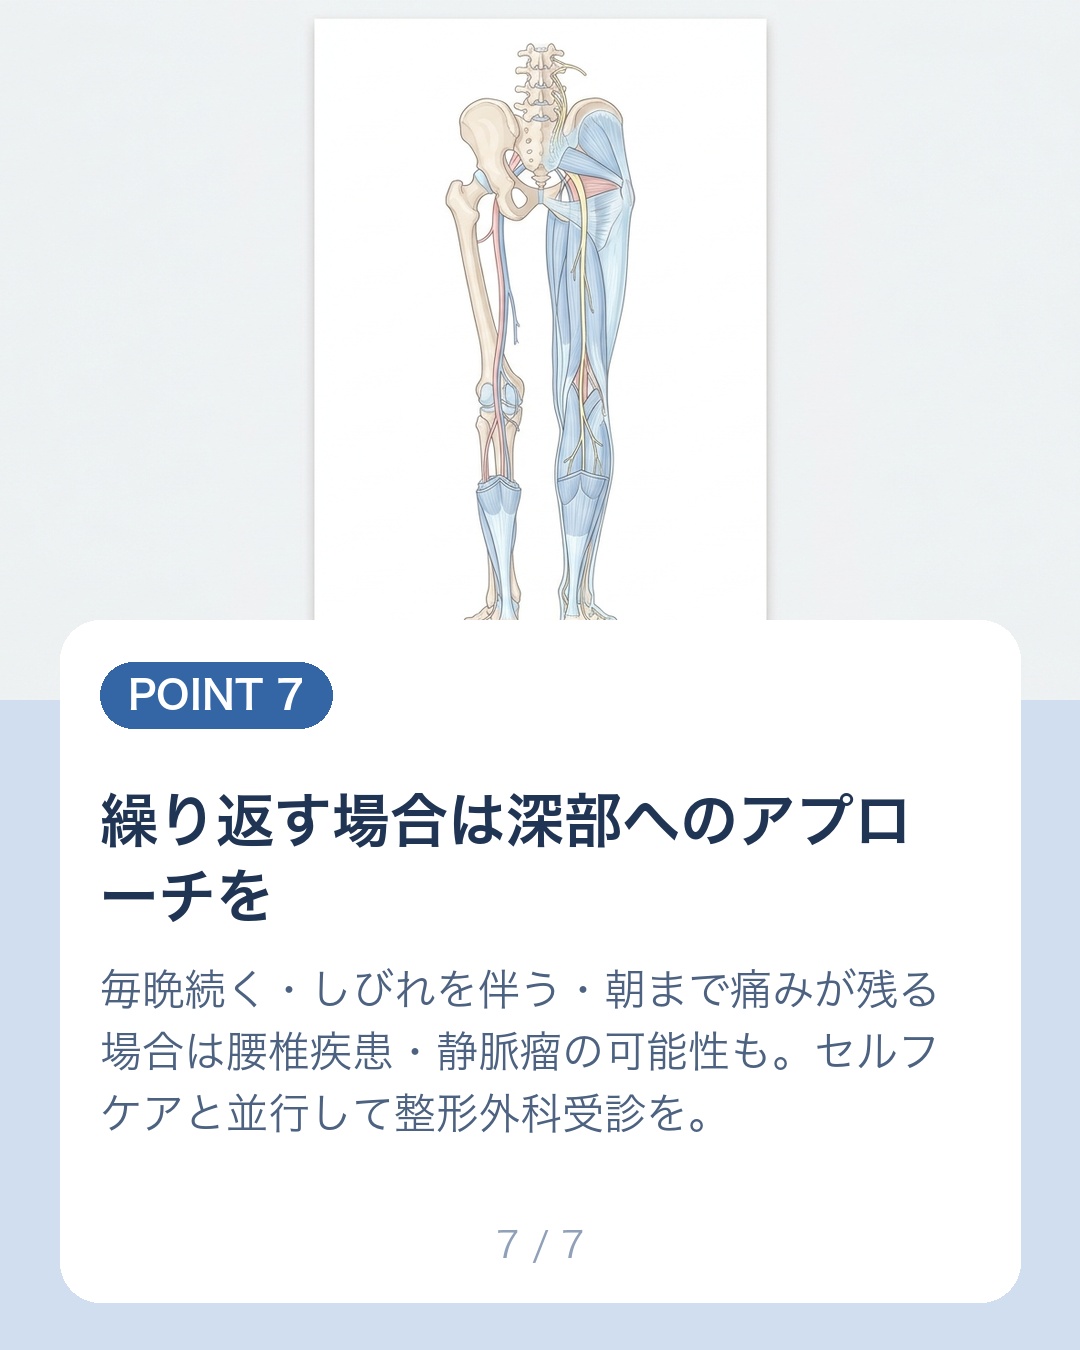 POINT 7
繰り返す場合は深部へのアプロ
ーチを
毎晩続く・しびれを伴う・朝まで痛みが残る
場合は腰椎疾患・静脈瘤の可能性も。セルフ
ケアと並行して整形外科受診を。
7 / 7